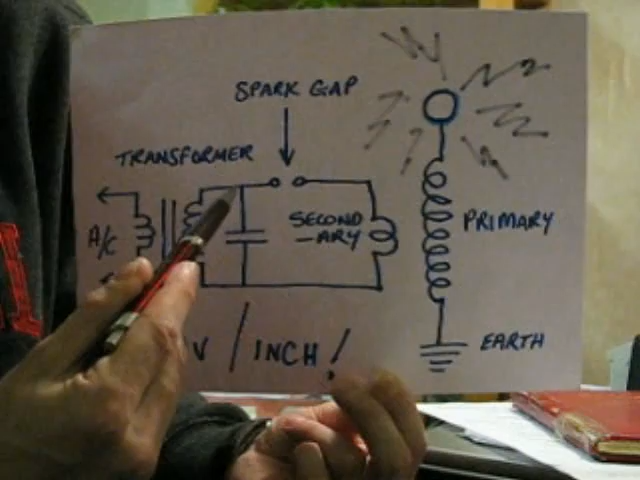 SPARK GAP
TRANSFORMER
A/C
SECOND
-ARY
PRIMARY
EARTH
V / INCH!